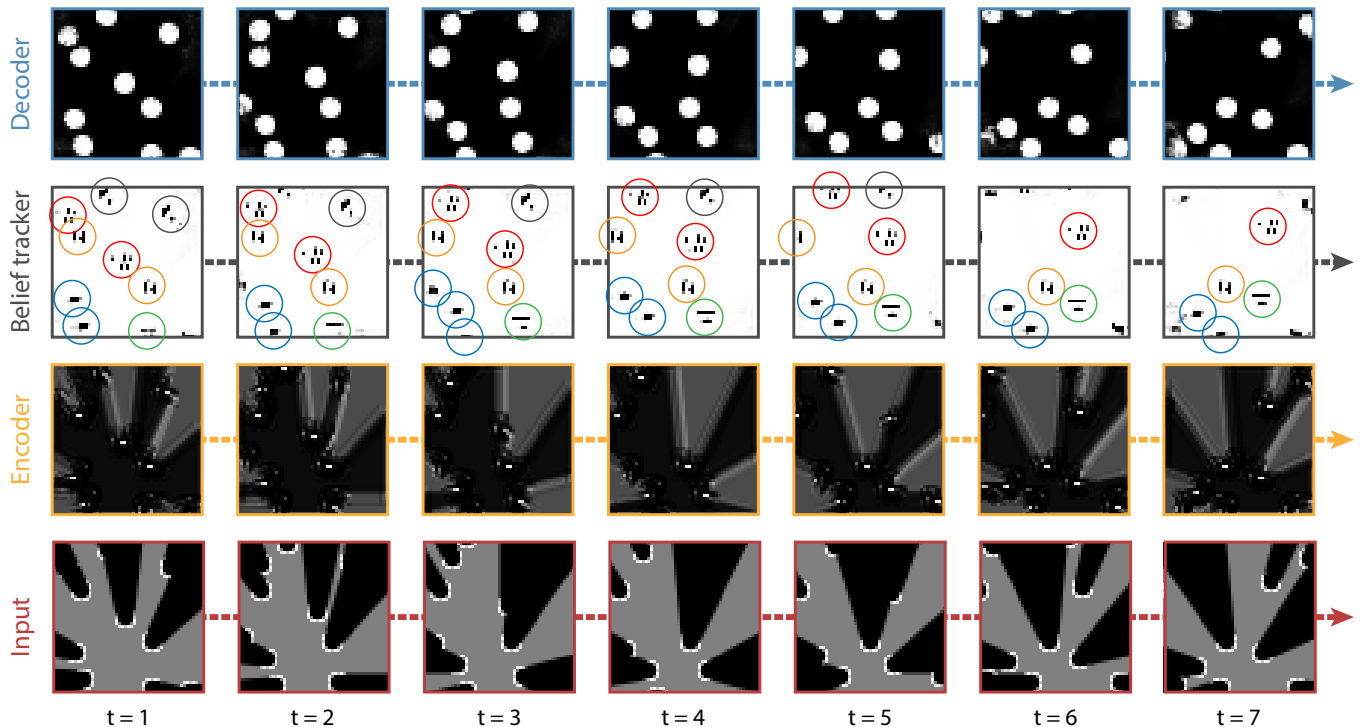 Decoder
Belief tracker
Encoder
Input
t = 1
t = 2
t = 3
t = 4
t = 5
t = 6
t = 7